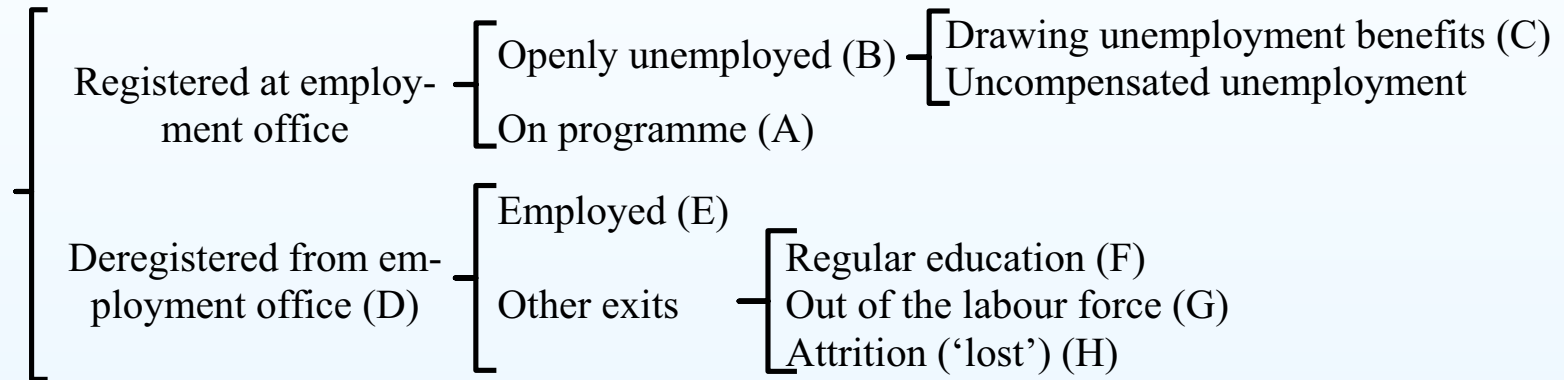 Registered at employ-
ment office
Openly unemployed (B)
Drawing unemployment benefits (C)
Uncompensated unemployment
On programme (A)
Deregistered from em-
ployment office (D)
Employed (E)
Other exits
Regular education (F)
Out of the labour force (G)
Attrition (‘lost’) (H)